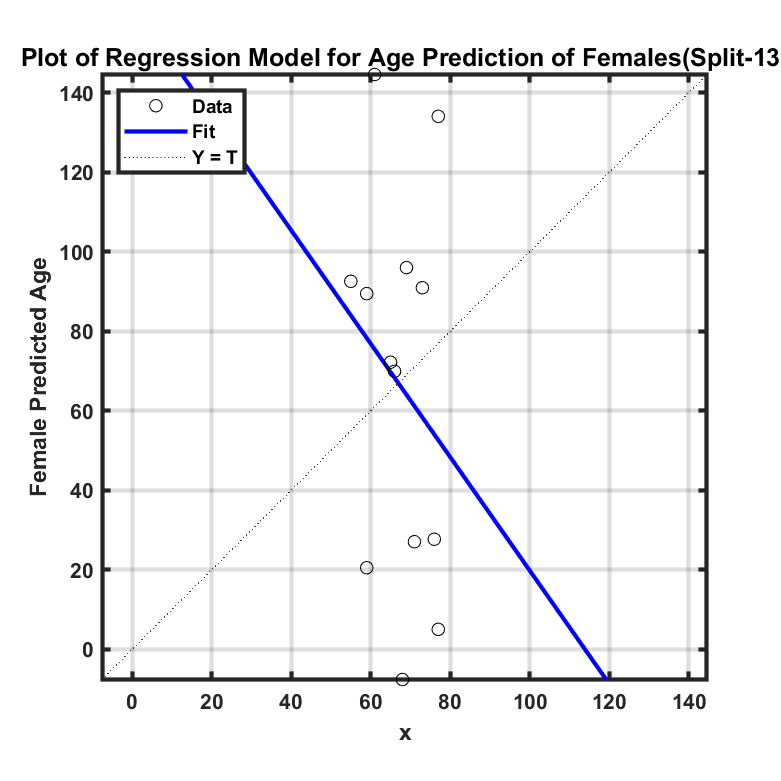 Plot of Regression Model for Age Prediction of Females(Split-13
Data
Fit
Y = T
Female Predicted Age
140
120
100
80
60
40
20
0
0 20 40 60 80 100 120 140
x